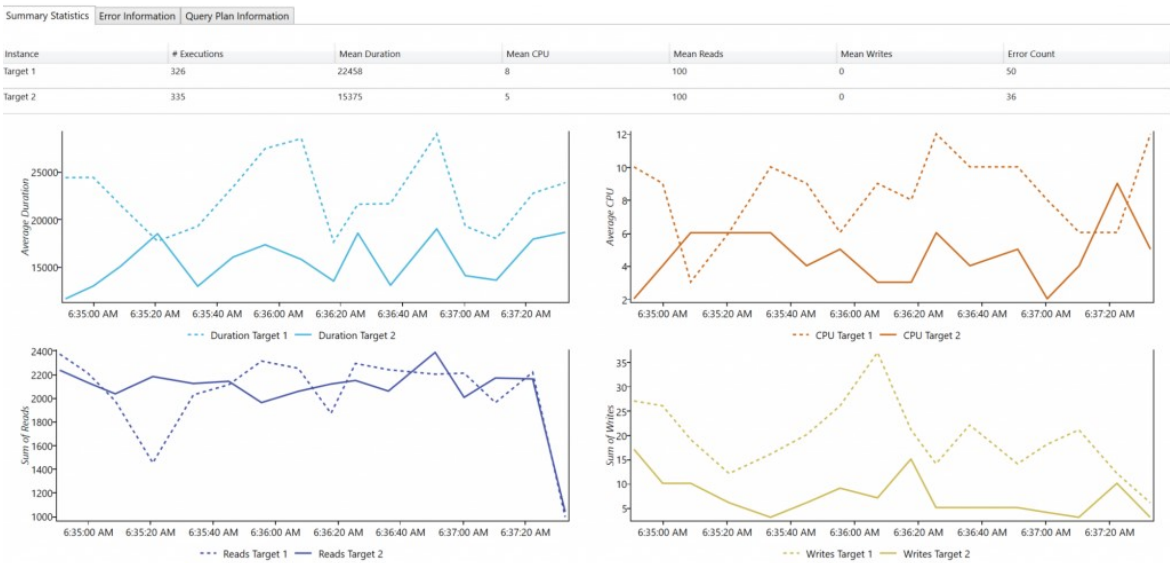 Summary Statistics Error Information Query Plan Information
Instance # Executions Mean Duration Mean CPU Mean Reads Mean Writes Error Count
Target 1 326 22458 8 100 0 50
Target 2 335 15375 5 100 0 36
Average Duration
25000
20000
15000
6:35:00 AM 6:35:20 AM 6:35:40 AM 6:36:00 AM 6:36:20 AM 6:36:40 AM 6:37:00 AM 6:37:20 AM
Duration Target 1 Duration Target 2
Average CPU
12
10
8
6
4
2
6:35:00 AM 6:35:20 AM 6:35:40 AM 6:36:00 AM 6:36:20 AM 6:36:40 AM 6:37:00 AM 6:37:20 AM
CPU Target 1 CPU Target 2
Sum of Reads
2400
2200
2000
1800
1600
1400
1200
1000
6:35:00 AM 6:35:20 AM 6:35:40 AM 6:36:00 AM 6:36:20 AM 6:36:40 AM 6:37:00 AM 6:37:20 AM
Reads Target 1 Reads Target 2
Sum of Writes
35
30
25
20
15
10
5
6:35:00 AM 6:35:20 AM 6:35:40 AM 6:36:00 AM 6:36:20 AM 6:36:40 AM 6:37:00 AM 6:37:20 AM
Writes Target 1 Writes Target 2